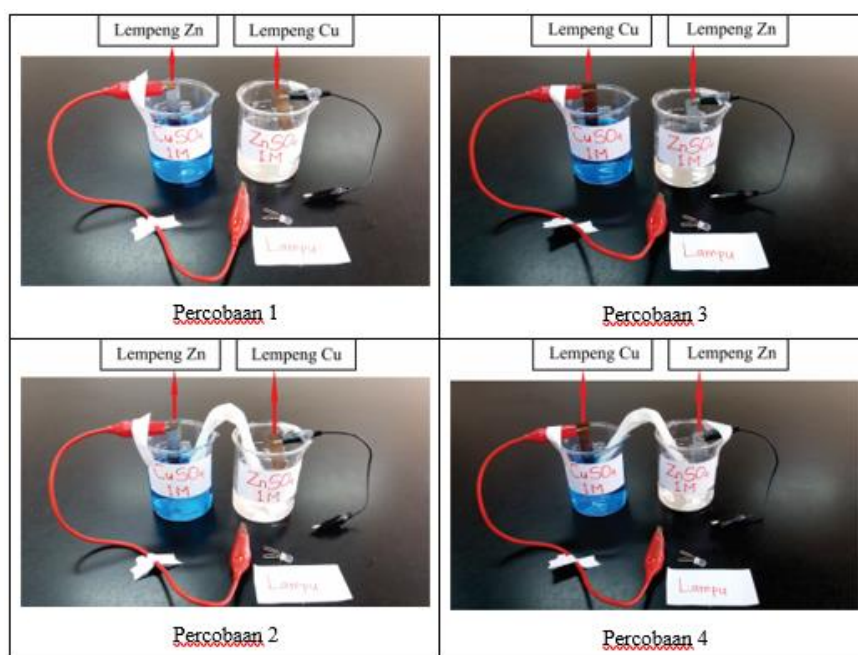 Lempeng Zn
Lempeng Cu
CuSO₄
1M
ZnSO₄
1M
Lampu
Percobaan 1
Lempeng Cu
Lempeng Zn
CuSO₄
1M
ZnSO₄
1M
Lampu
Percobaan 3
Lempeng Zn
Lempeng Cu
CuSO₄
1M
ZnSO₄
1M
Lampu
Percobaan 2
Lempeng Cu
Lempeng Zn
CuSO₄
1M
ZnSO₄
1M
Lampu
Percobaan 4